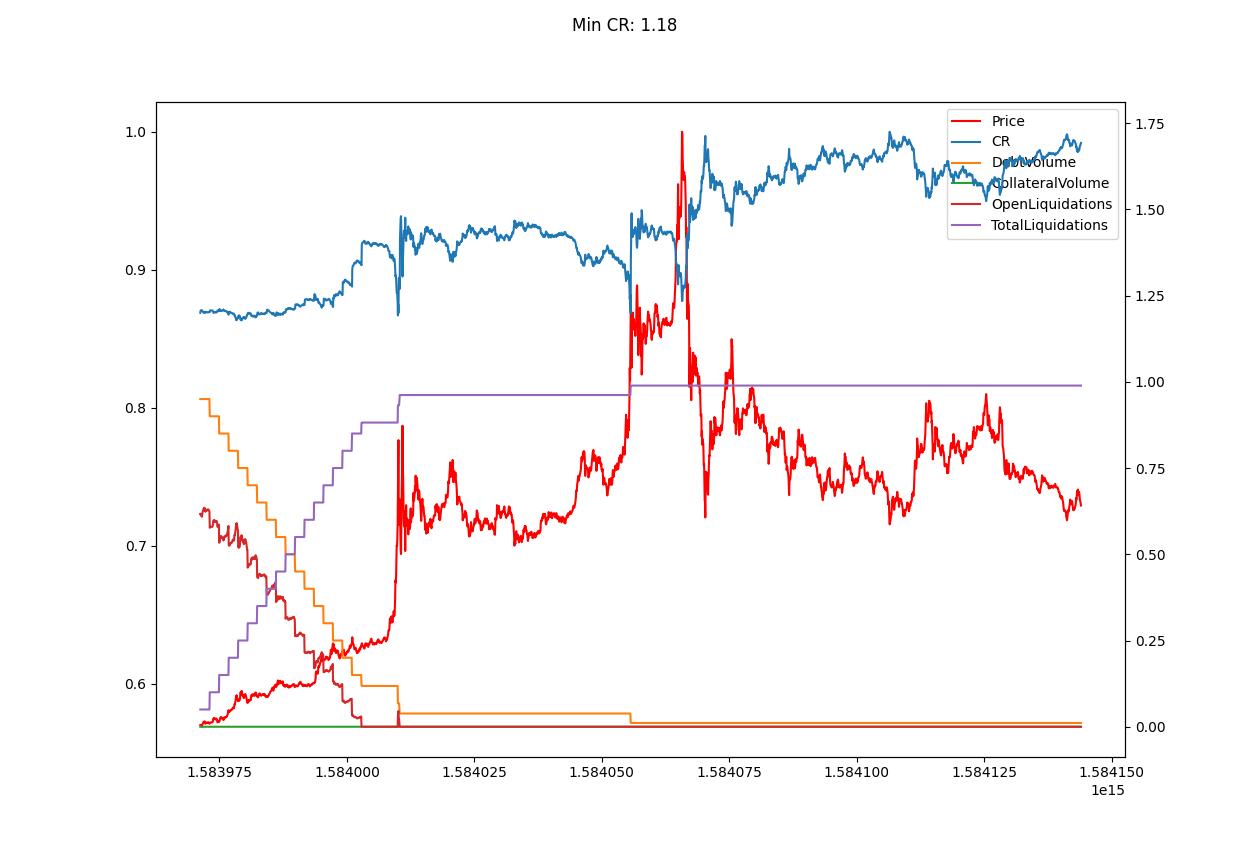 Min CR: 1.18
1.0
0.9
0.8
0.7
0.6
1.75
1.50
1.25
1.00
0.75
0.50
0.25
0.00
Price
CR
DebtVolume
CollateralVolume
OpenLiquidations
TotalLiquidations
1.583975
1.584000
1.584025
1.584050
1.584075
1.584100
1.584125
1.584150
1e15